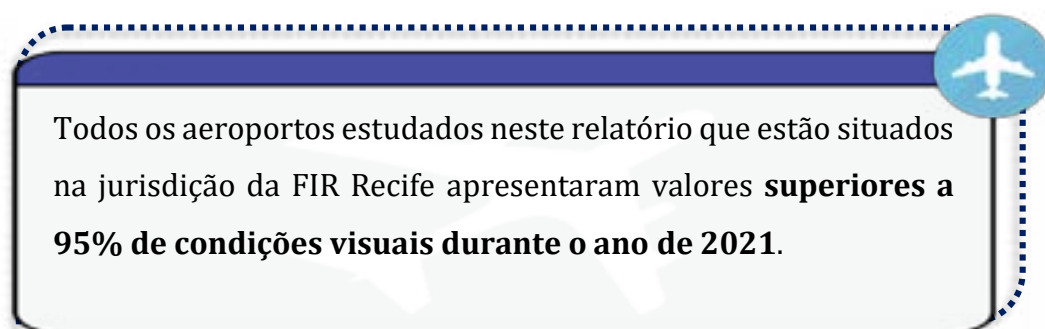 Todos os aeroportos estudados neste relatório que estão situados
na jurisdição da FIR Recife apresentaram valores superiores a
95% de condições visuais durante o ano de 2021.